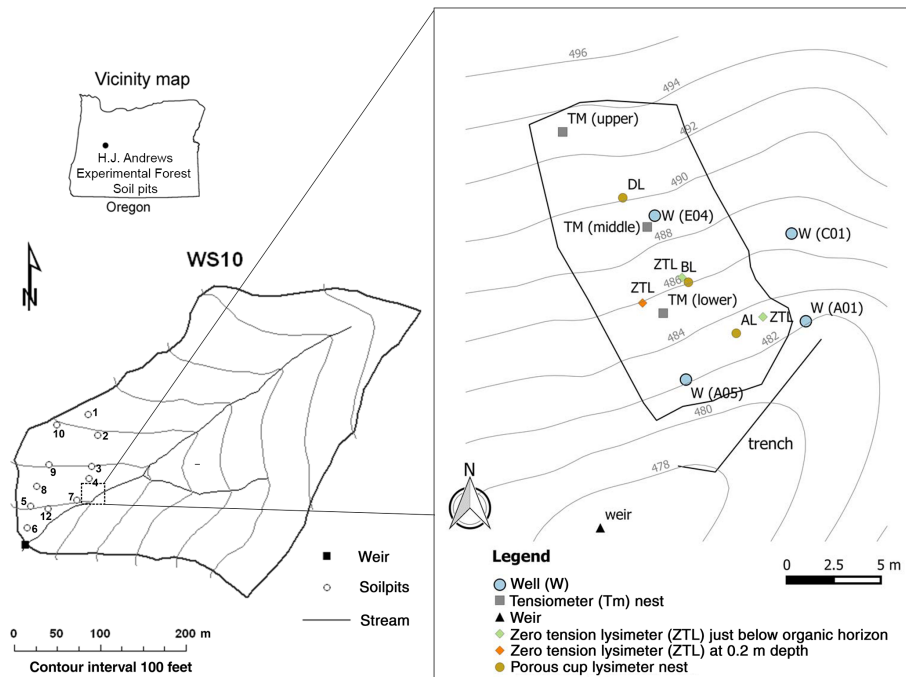 Vicinity map
H.J. Andrews
Experimental Forest
Soil pits
Oregon
N
WS10
1
10
2
9
3
4
8
7
5
12
6
Weir
Soilpits
Stream
0 40 80 120 200 m
Contour interval 100 feet
496
494
TM (upper)
492
490
DL
W (E04)
TM (middle)
488
W (C01)
ZTL BL
486
ZTL
TM (lower)
W (A01)
AL ZTL
484
482
W (A05)
480
trench
478
N
weir
Legend
0 2.5 5 m
Well (W)
Tensiometer (Tm) nest
Weir
Zero tension lysimeter (ZTL) just below organic horizon
Zero tension lysimeter (ZTL) at 0.2 m depth
Porous cup lysimeter nest